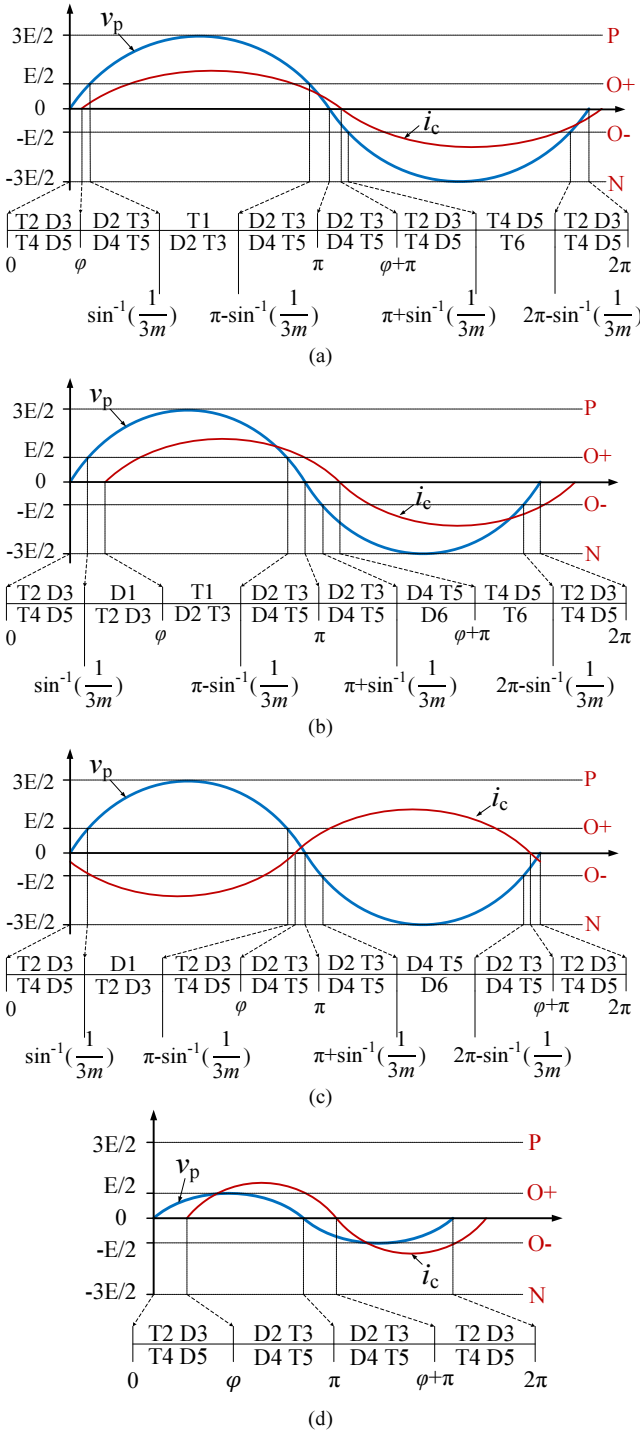 3E/2 vp P
E/2 O+
0
-E/2 ic O-
-3E/2 N
T2 D3 D2 T3 T1 D2 T3 D2 T3 T2 D3 T4 D5 T2 D3
T4 D5 D4 T5 D2 T3 D4 T5 D4 T5 T4 D5 T6 T4 D5
0 φ π φ+π 2π
sin⁻¹(1/3m) π-sin⁻¹(1/3m) π+sin⁻¹(1/3m) 2π-sin⁻¹(1/3m)
(a)
3E/2 vp P
E/2 O+
0
-E/2 ic O-
-3E/2 N
T2 D3 D1 T1 D2 T3 D2 T3 D4 T5 T4 D5 T2 D3
T4 D5 T2 D3 D2 T3 D4 T5 D4 T5 D6 T6 T4 D5
0 φ π φ+π 2π
sin⁻¹(1/3m) π-sin⁻¹(1/3m) π+sin⁻¹(1/3m) 2π-sin⁻¹(1/3m)
(b)
3E/2 vp ic P
E/2 O+
0
-E/2 O-
-3E/2 N
T2 D3 D1 T2 D3 D2 T3 D2 T3 D4 T5 D2 T3 T2 D3
T4 D5 T2 D3 T4 D5 D4 T5 D4 T5 D6 D4 T5 T4 D5
0 φ π φ+π 2π
sin⁻¹(1/3m) π-sin⁻¹(1/3m) π+sin⁻¹(1/3m) 2π-sin⁻¹(1/3m)
(c)
3E/2 P
vp
E/2 O+
0
-E/2 O-
ic
-3E/2 N
T2 D3 D2 T3 D2 T3 T2 D3
T4 D5 D4 T5 D4 T5 T4 D5
0 φ π φ+π 2π
(d)